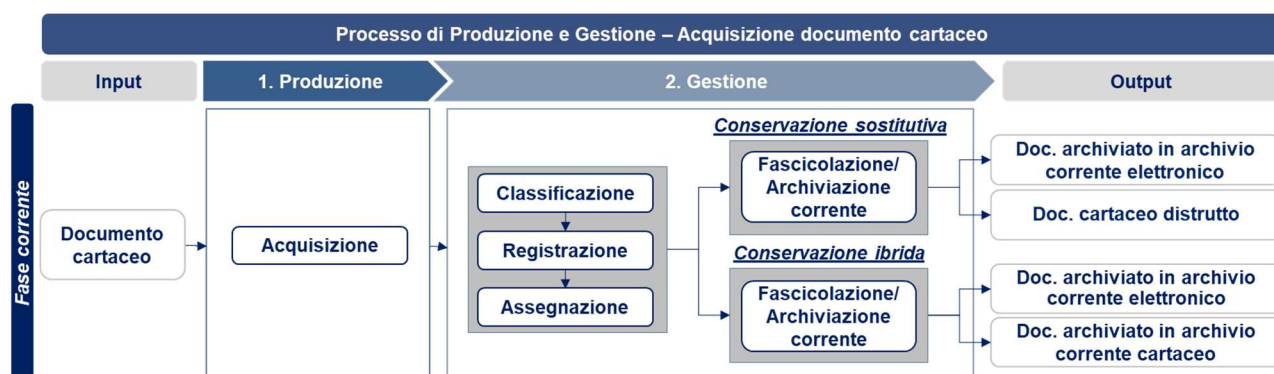 Processo di Produzione e Gestione – Acquisizione documento cartaceo
Input
1. Produzione
2. Gestione
Output
Fase corrente
Documento
cartaceo
Acquisizione
Classificazione
Registrazione
Assegnazione
Conservazione sostitutiva
Fascicolazione/
Archiviazione
corrente
Conservazione ibrida
Fascicolazione/
Archiviazione
corrente
Doc. archiviato in archivio
corrente elettronico
Doc. cartaceo distrutto
Doc. archiviato in archivio
corrente elettronico
Doc. archiviato in archivio
corrente cartaceo